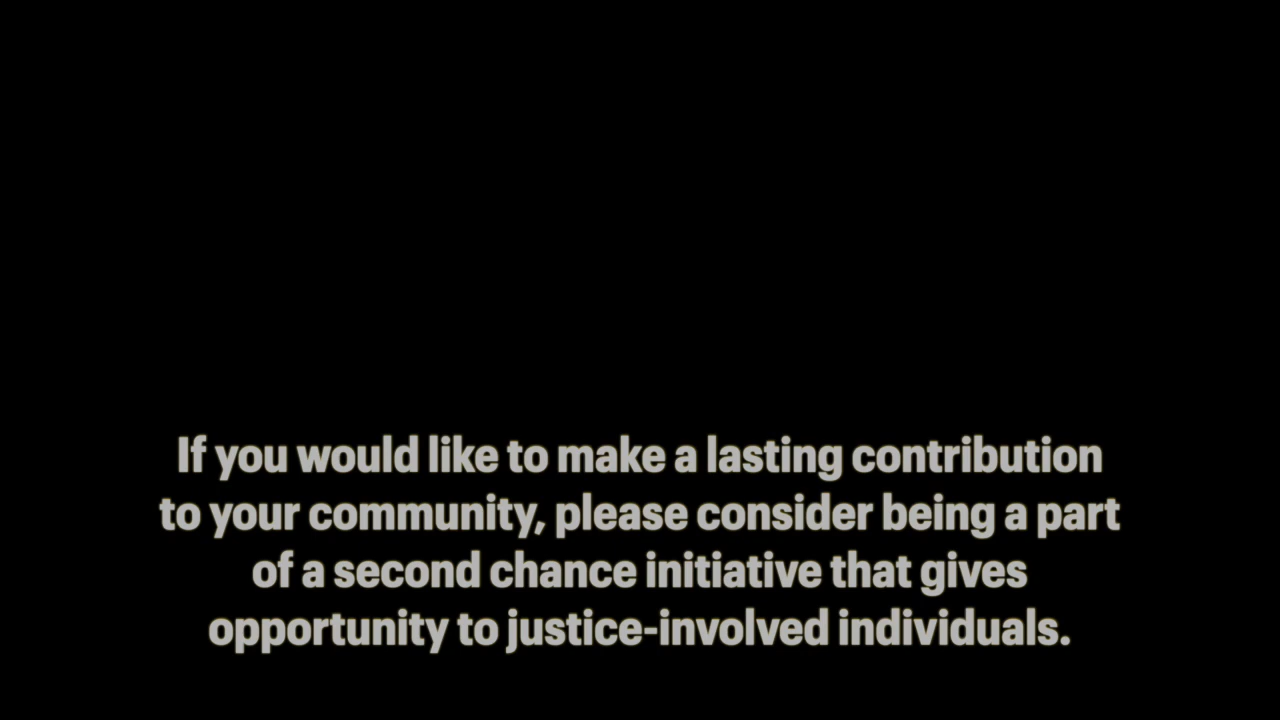 If you would like to make a lasting contribution
to your community, please consider being a part
of a second chance initiative that gives
opportunity to justice-involved individuals.